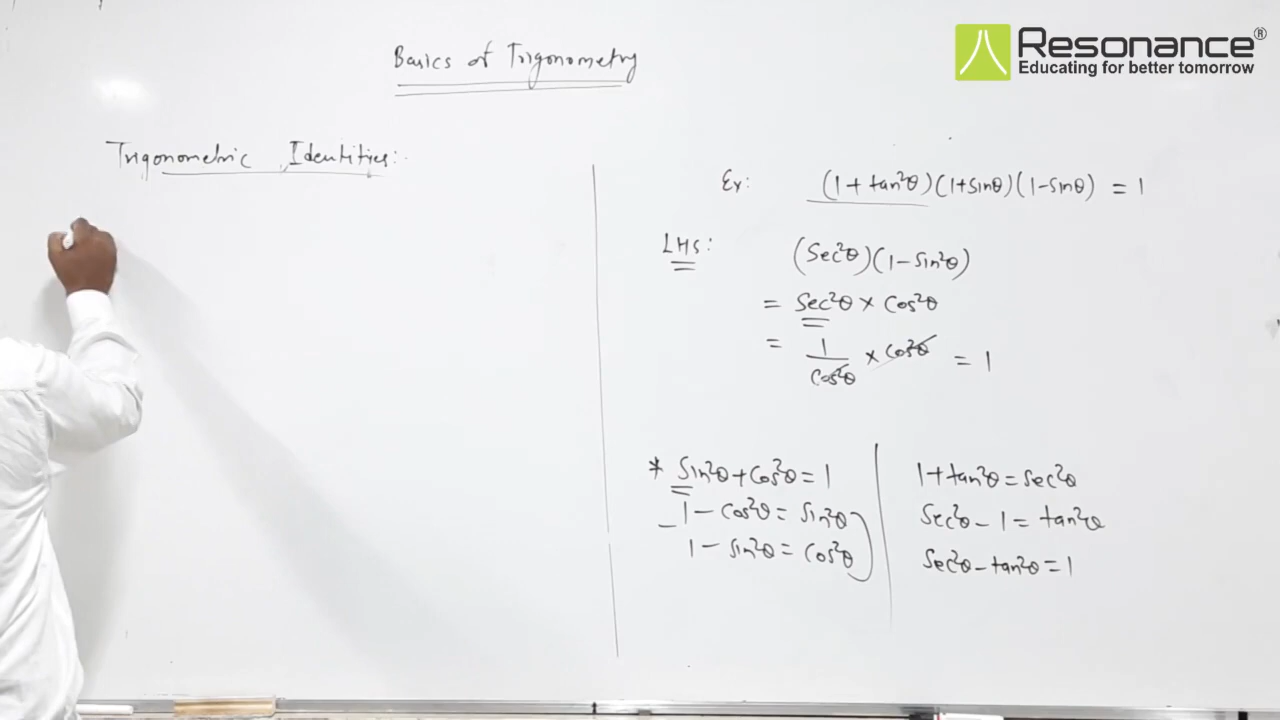 Resonance®
Educating for better tomorrow
Basics of Trigonometry
Trigonometric Identities:
Ex: (1 + tan²θ)(1+sinθ)(1-sinθ) = 1
LHS: (Sec²θ)(1-Sin²θ)
= Sec²θ × Cos²θ
= 1/Cos²θ × Cos²θ = 1
* Sin²θ + Cos²θ = 1
1 - Cos²θ = Sin²θ
1 - Sin²θ = Cos²θ
1 + tan²θ = Sec²θ
Sec²θ - 1 = tan²θ
Sec²θ - tan²θ = 1